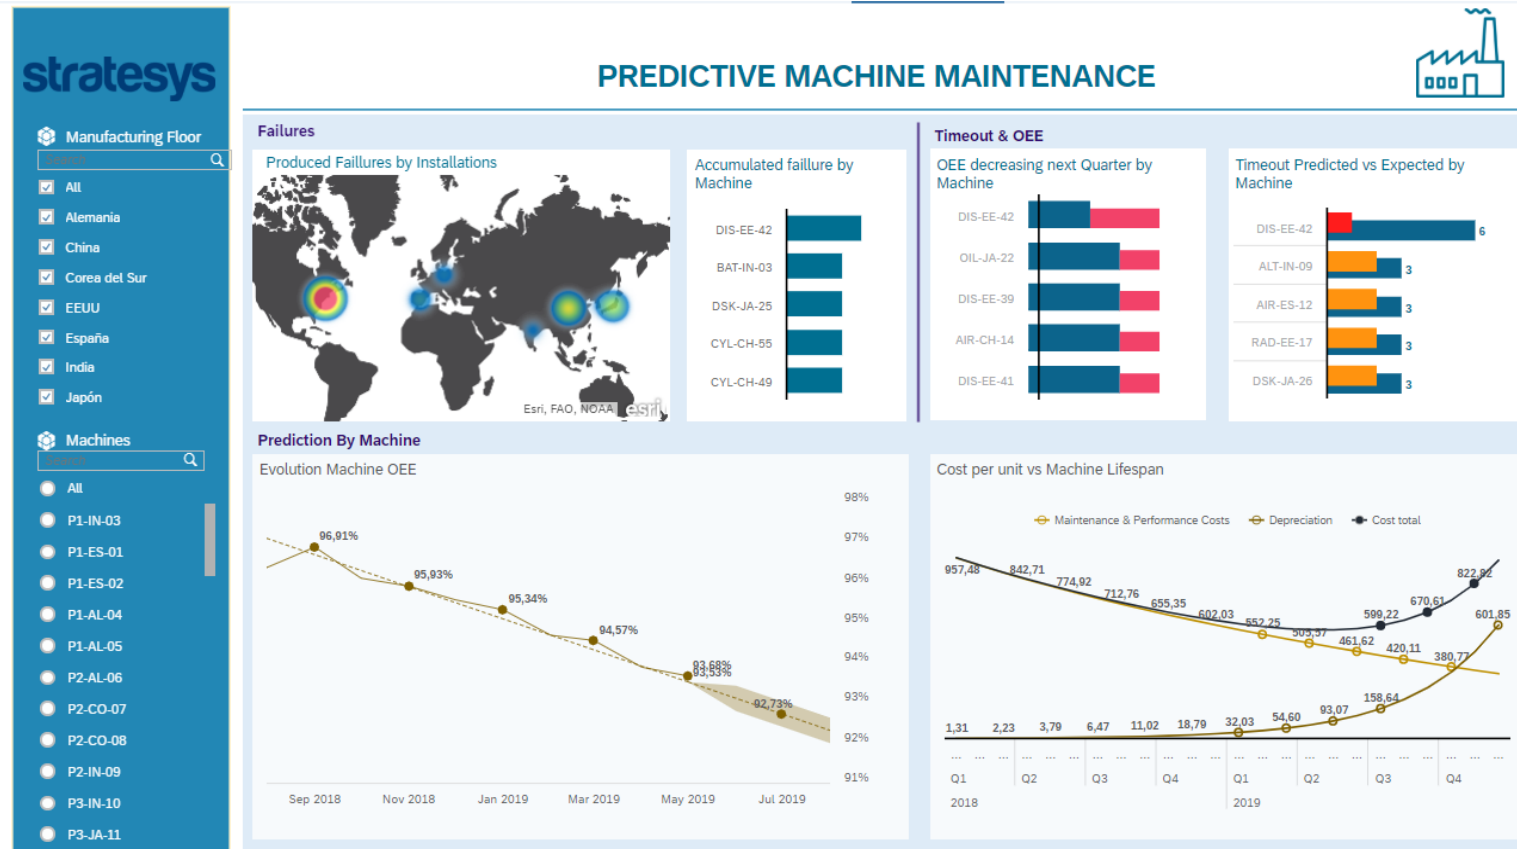 stratesys
PREDICTIVE MACHINE MAINTENANCE
Manufacturing Floor
Search
All
Alemania
China
Corea del Sur
EEUU
España
India
Japón
Machines
Search
All
P1-IN-03
P1-ES-01
P1-ES-02
P1-AL-04
P1-AL-05
P2-AL-06
P2-CO-07
P2-CO-08
P2-IN-09
P3-IN-10
P3-JA-11
Failures
Produced Faillures by Installations
Esri, FAO, NOAA
esri
Accumulated faillure by
Machine
DIS-EE-42
BAT-IN-03
DSK-JA-25
CYL-CH-55
CYL-CH-49
Timeout & OEE
OEE decreasing next Quarter by
Machine
DIS-EE-42
OIL-JA-22
DIS-EE-39
AIR-CH-14
DIS-EE-41
Timeout Predicted vs Expected by
Machine
DIS-EE-42 6
ALT-IN-09 3
AIR-ES-12 3
RAD-EE-17 3
DSK-JA-26 3
Prediction By Machine
Evolution Machine OEE
98%
97%
96%
95%
94%
93%
92%
91%
96,91%
95,93%
95,34%
94,57%
93,68%
93,53%
92,73%
Sep 2018 Nov 2018 Jan 2019 Mar 2019 May 2019 Jul 2019
Cost per unit vs Machine Lifespan
Maintenance & Performance Costs Depreciation Cost total
957,48 842,71 774,92 712,76 655,35 602,03 552,25 505,57 461,62 420,11 380,77
599,22 670,61 822,82
1,31 2,23 3,79 6,47 11,02 18,79 32,03 54,60 93,07 158,64 601,85
... ... ... ... ... ... ... ... ... ... ... ... ... ... ... ... ... ... ... ... ... ... ... ...
Q1 Q2 Q3 Q4 Q1 Q2 Q3 Q4
2018 2019